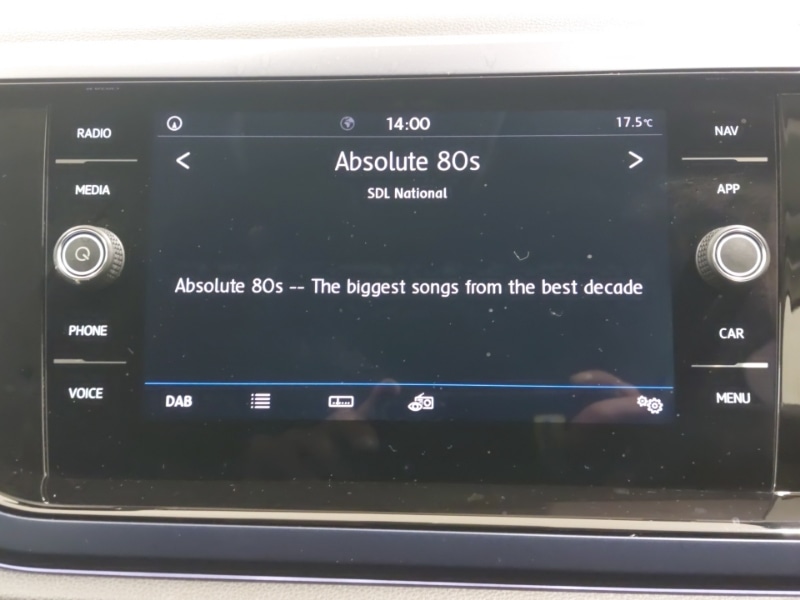 RADIO
MEDIA
PHONE
VOICE
14:00
17.5°C
< Absolute 80s >
SDL National
Absolute 80s -- The biggest songs from the best decade
DAB
NAV
APP
CAR
MENU